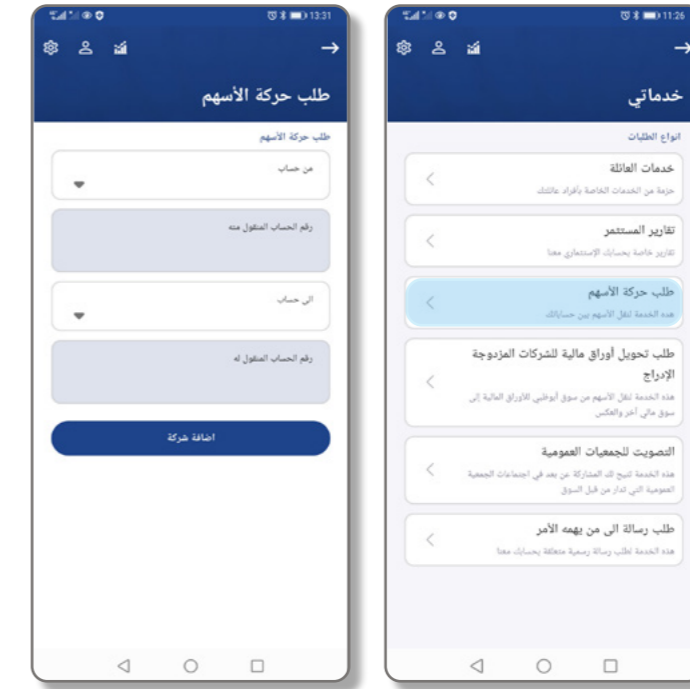 11:26
خدماتي
انواع الطلبات
خدمات العائلة
حزمة من الخدمات الخاصة بأفراد عائلتك
تقارير المستثمر
تقارير خاصة بحسابك الإستثماري معنا
طلب حركة الأسهم
هذه الخدمة لنقل الأسهم بين حساباتك
طلب تحويل أوراق مالية للشركات المزدوجة
الإدراج
هذه الخدمة لنقل الأسهم من سوق أبوظبي للأوراق المالية إلى
سوق مالي آخر والعكس
التصويت للجمعيات العمومية
هذه الخدمة تتيح لك المشاركة عن بعد في اجتماعات الجمعية
العمومية التي تدار من قبل السوق
طلب رسالة الى من يهمه الأمر
هذه الخدمة لطلب رسالة رسمية متعلقة بحسابك معنا
13:31
طلب حركة الأسهم
طلب حركة الأسهم
من حساب
رقم الحساب المنقول منه
الى حساب
رقم الحساب المنقول له
اضافة شركة